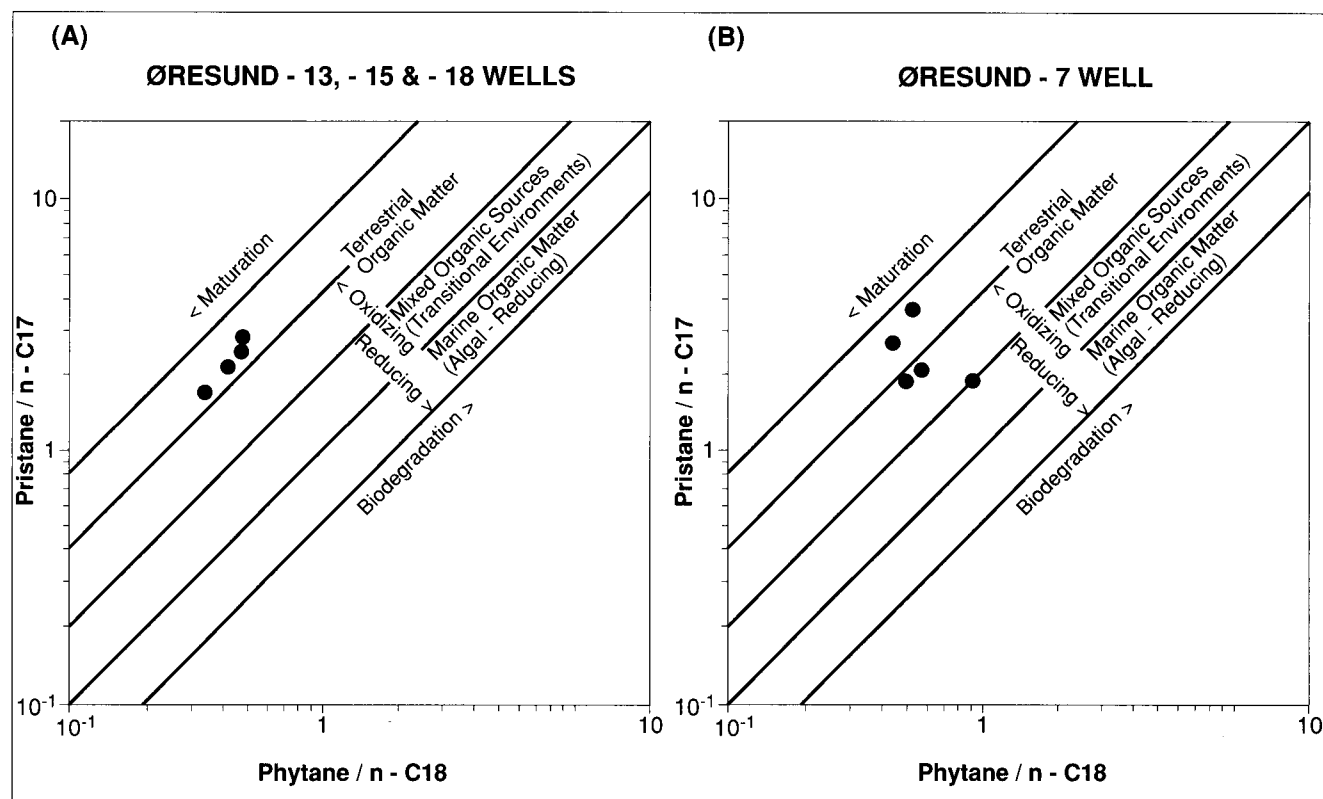 (A)
ØRESUND - 13, - 15 & - 18 WELLS
10
1
10-1
10-1
1
10
Pristane / n - C17
Phytane / n - C18
< Maturation
Terrestrial
Organic Matter
< Oxidizing
Reducing >
Mixed Organic Sources
(Transitional Environments)
Marine Organic Matter
(Algal - Reducing)
Biodegradation >
(B)
ØRESUND - 7 WELL
10
1
10-1
10-1
1
10
Pristane / n - C17
Phytane / n - C18
< Maturation
Terrestrial
Organic Matter
< Oxidizing
Reducing >
Mixed Organic Sources
(Transitional Environments)
Marine Organic Matter
(Algal - Reducing)
Biodegradation >